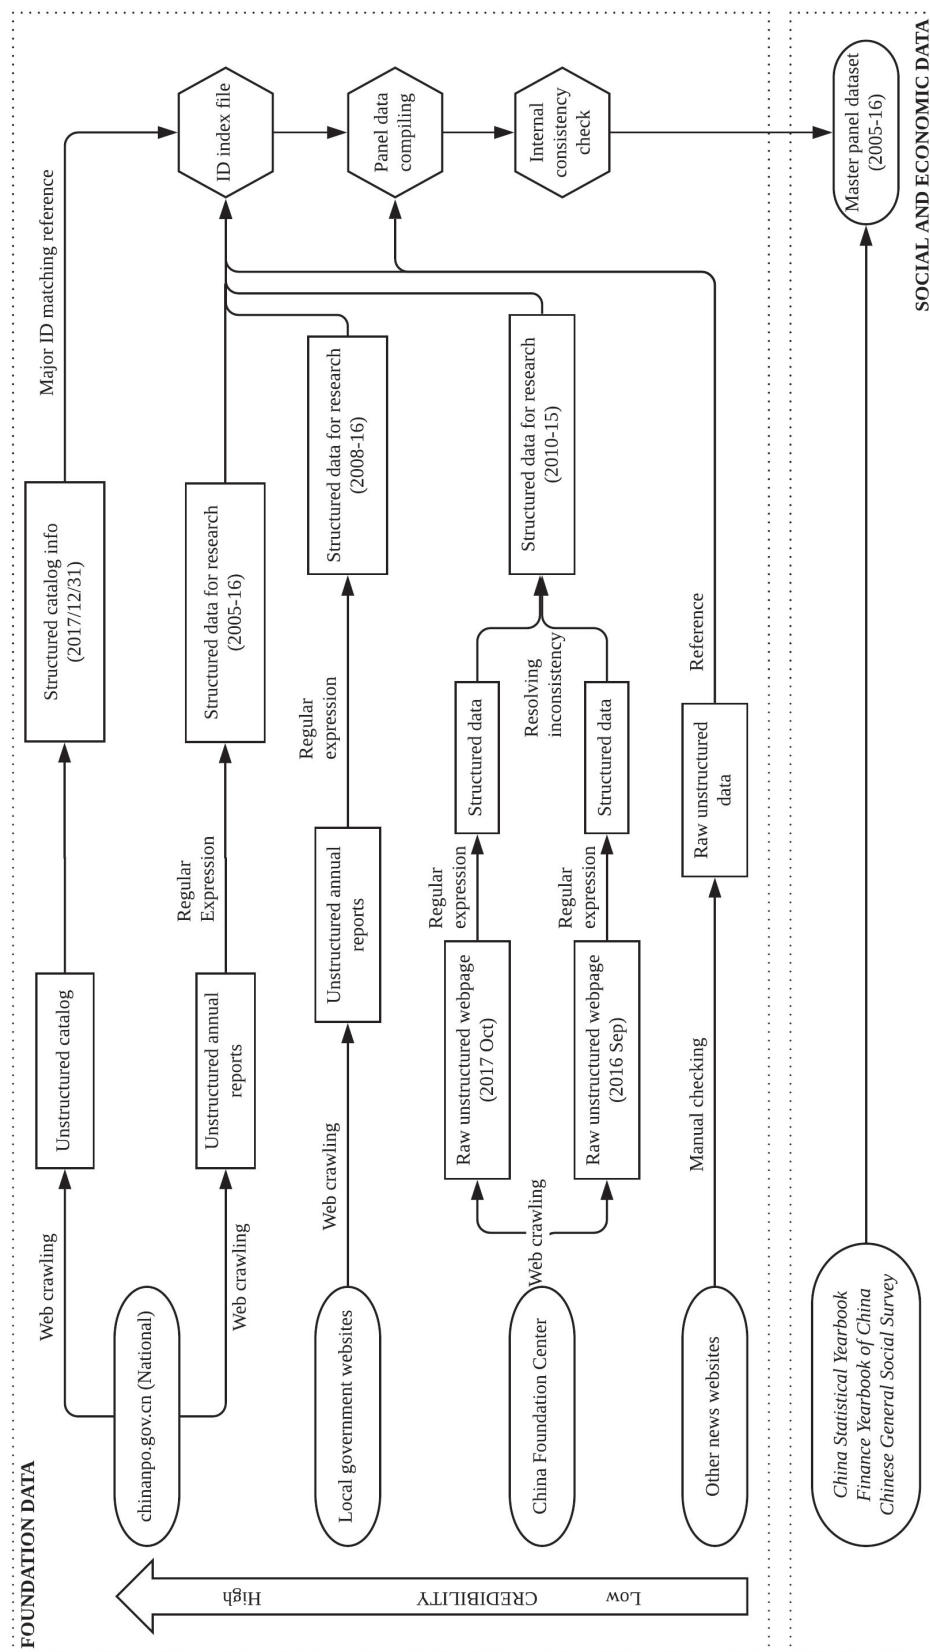 FOUNDATION DATA
High
CREDIBILITY
Low
chinanpo.gov.cn (National)
Web crawling
Unstructured catalog
Structured catalog info
(2017/12/31)
Major ID matching reference
ID index file
Web crawling
Unstructured annual
reports
Regular
Expression
Structured data for research
(2005-16)
Panel data
compiling
Local government websites
Web crawling
Unstructured annual
reports
Regular
expression
Structured data for research
(2008-16)
Internal
consistency
check
China Foundation Center
Web crawling
Raw unstructured webpage
(2017 Oct)
Regular
expression
Structured data
Raw unstructured webpage
(2016 Sep)
Regular
expression
Structured data
Resolving
inconsistency
Structured data for research
(2010-15)
Other news websites
Manual checking
Raw unstructured
data
Reference
China Statistical Yearbook
Finance Yearbook of China
Chinese General Social Survey
Master panel dataset
(2005-16)
SOCIAL AND ECONOMIC DATA